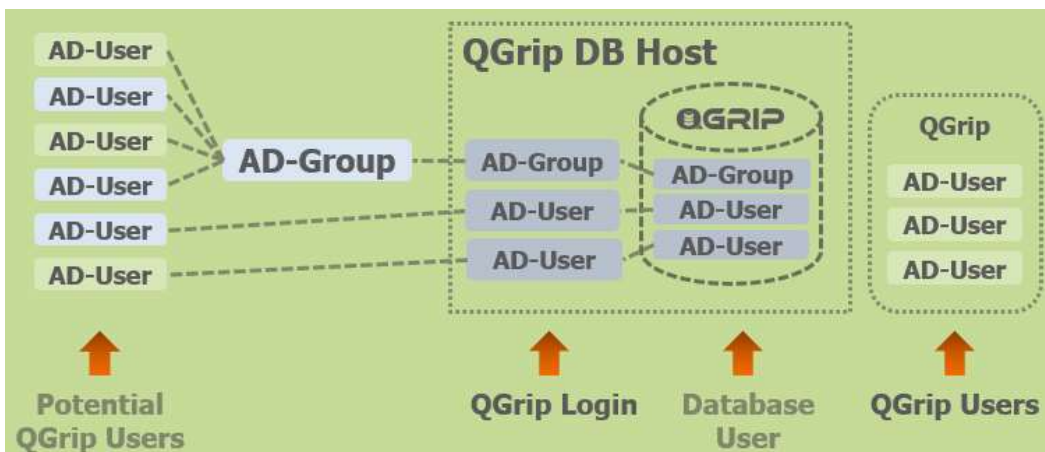 AD-User
AD-User
AD-User
AD-User
AD-User
AD-User
AD-Group
QGrip DB Host
AD-Group
AD-User
AD-User
QGRIP
AD-Group
AD-User
AD-User
QGrip
AD-User
AD-User
AD-User
Potential
QGrip Users
QGrip Login
Database
User
QGrip Users